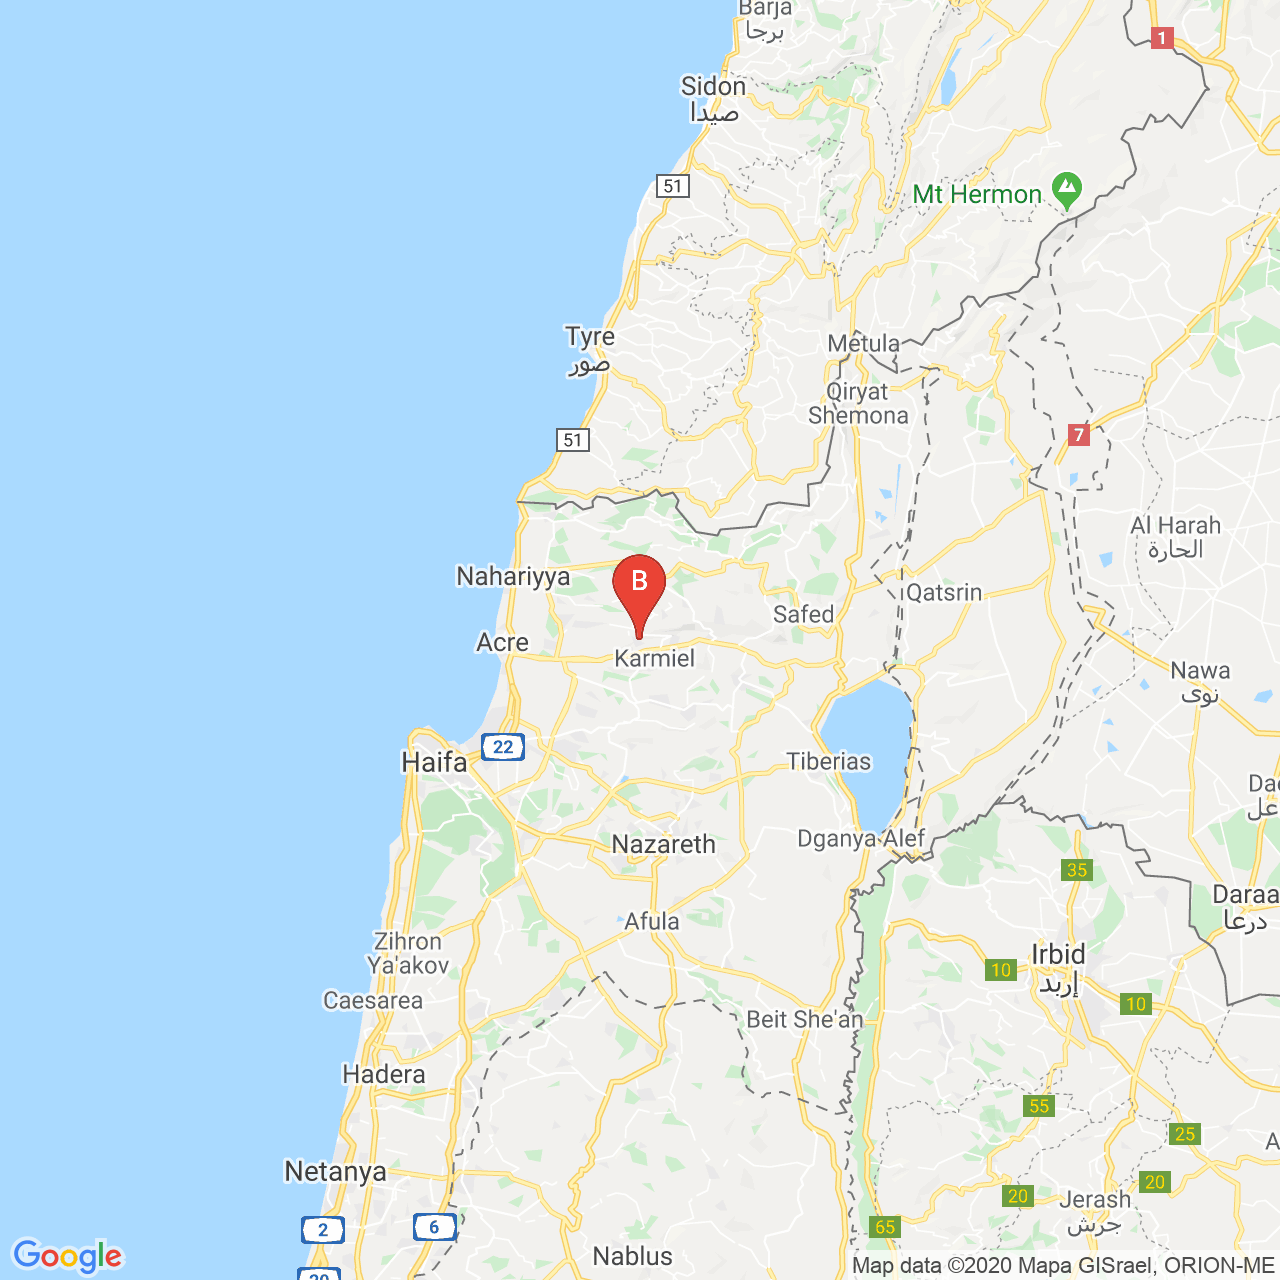 Barja
برجا
1
Sidon
صيدا
51
Mt Hermon
Tyre
صور
Metula
Qiryat
Shemona
51
7
Al Harah
الحارة
B
Nahariyya
Qatsrin
Safed
Acre
Karmiel
Nawa
نوى
22
Haifa
Tiberias
Dganya Alef
Nazareth
35
Daraa
درعا
Afula
Zihron
Ya'akov
Irbid
إربد
10
10
Caesarea
Beit She'an
Hadera
55
25
Netanya
20
20
Jerash
جرش
2
6
65
Nablus
Google
Map data ©2020 Mapa GISrael, ORION-ME